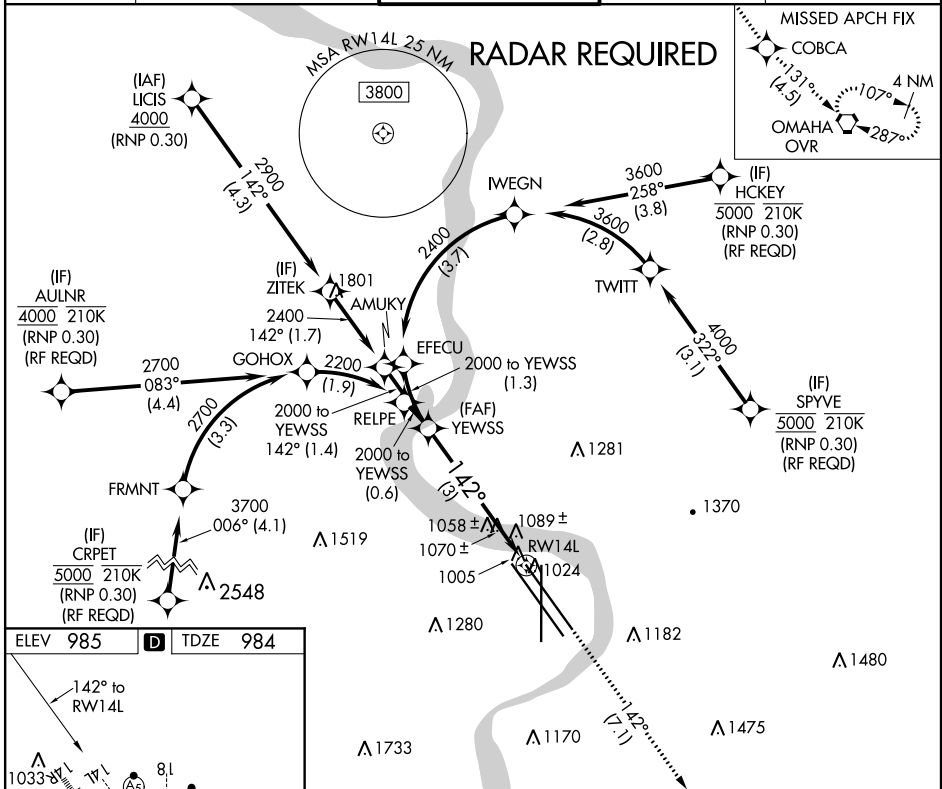 RADAR REQUIRED
MSA RW14L 25 NM
3800
MISSED APCH FIX
COBCA
131°
(4.5)
4 NM
107°
OMAHA
OVR
287°
(IAF)
LICIS
4000
(RNP 0.30)
2900
142°
(4.3)
IWEGN
3600
258°
(3.8)
(IF)
HCKEY
5000 210K
(RNP 0.30)
(RF REQD)
3600
(2.8)
2400
(3.7)
TWITT
(IF)
ZITEK
1801
AMUKY
2400
142° (1.7)
(IF)
AULNR
4000 210K
(RNP 0.30)
(RF REQD)
2700
083°
(4.4)
GOHOX
2200
(1.9)
EFECU
2000 to YEWSS
(1.3)
4000
322°
(3.1)
(IF)
SPYVE
5000 210K
(RNP 0.30)
(RF REQD)
2700
(3.3)
2000 to
YEWSS
142° (1.4)
RELPE
(FAF)
YEWSS
2000 to
YEWSS
(0.6)
142°
(3)
1281
1370
FRMNT
3700
006° (4.1)
(IF)
CRPET
5000 210K
(RNP 0.30)
(RF REQD)
2548
1519
1058 ±
1089 ±
1070 ±
RW14L
1005
1024
1280
1182
1480
142°
(7.1)
1733
1170
1475
ELEV 985 D TDZE 984
142° to
RW14L
1033
14R
14L
A5
18